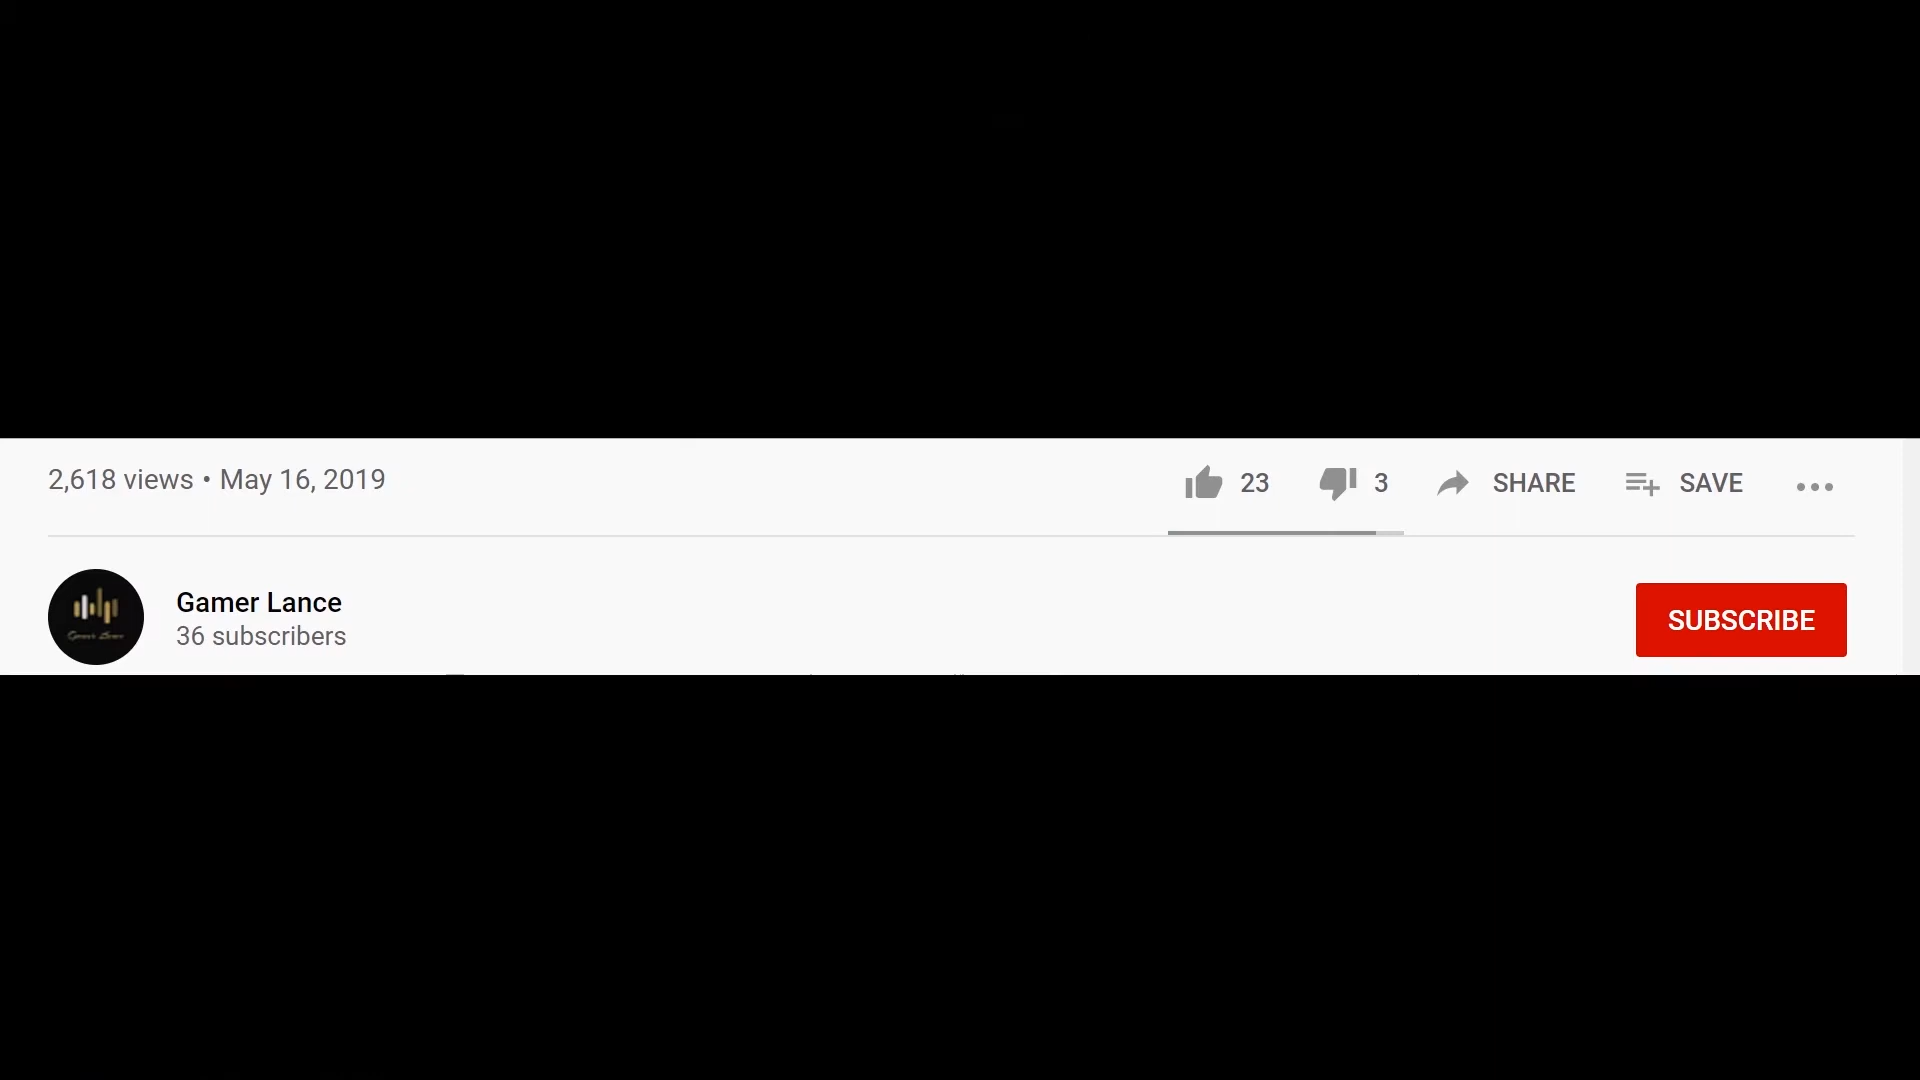 2,618 views • May 16, 2019
23 3 SHARE SAVE
Gamer Lance
36 subscribers
SUBSCRIBE